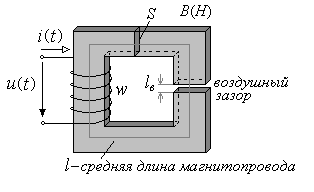 S
B(H)
i(t)
u(t)
w
lв
воздушный
зазор
l–средняя длина магнитопровода